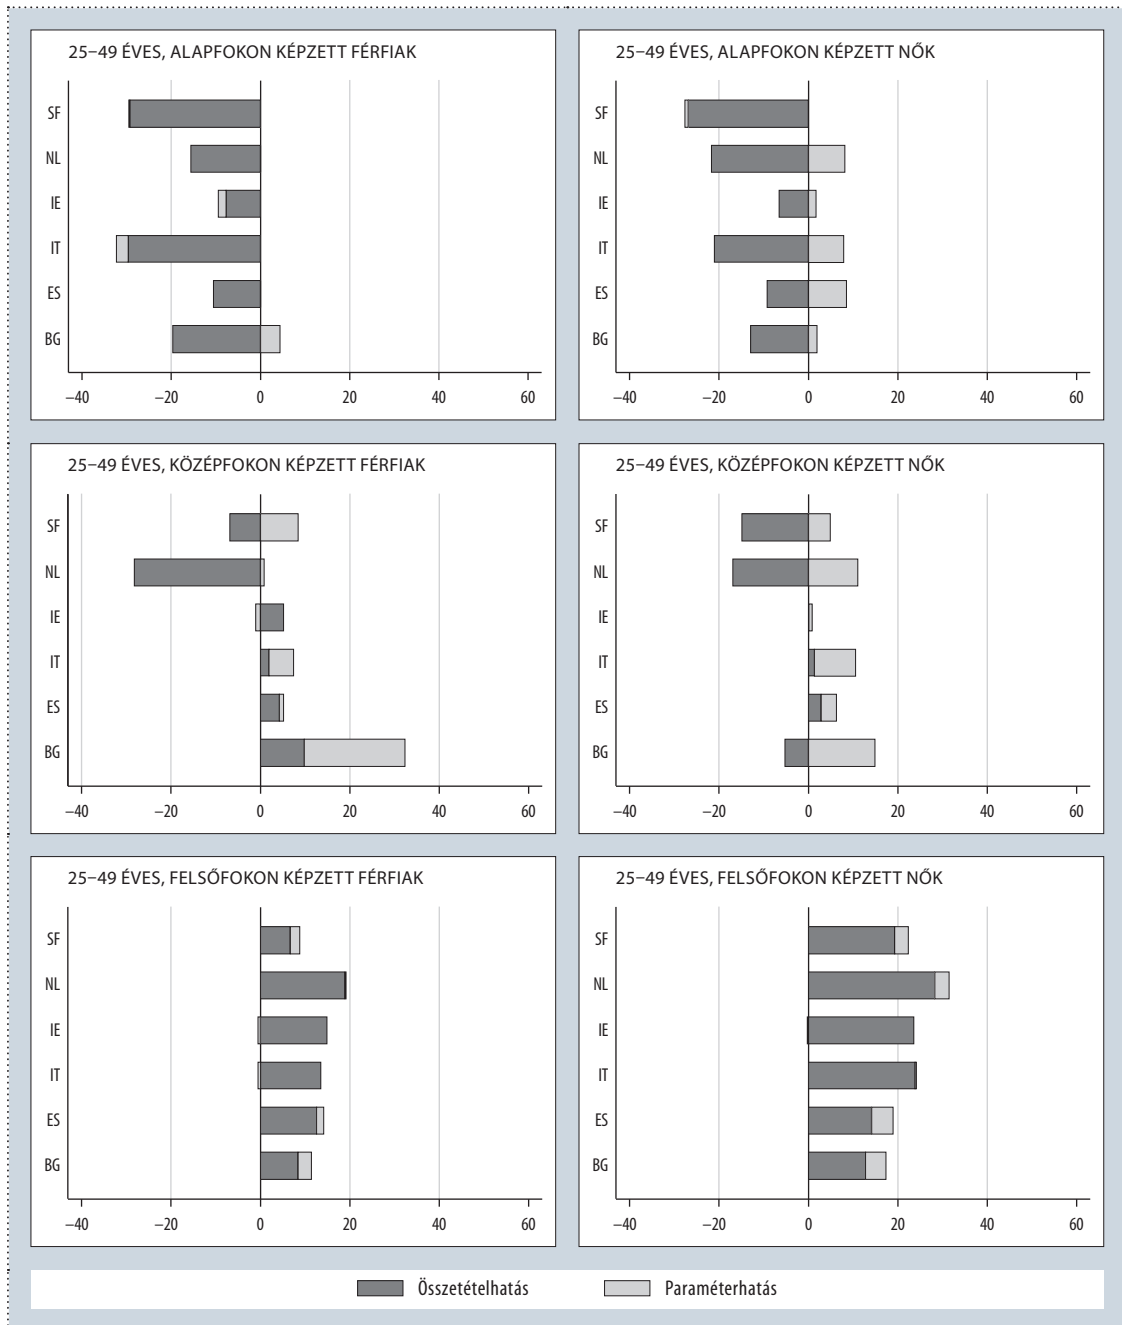 25–49 ÉVES, ALAPFOKON KÉPZETT FÉRFIAK
SF
NL
IE
IT
ES
BG
–40 –20 0 20 40 60
25–49 ÉVES, ALAPFOKON KÉPZETT NŐK
SF
NL
IE
IT
ES
BG
–40 –20 0 20 40 60
25–49 ÉVES, KÖZÉPFOKON KÉPZETT FÉRFIAK
SF
NL
IE
IT
ES
BG
–40 –20 0 20 40 60
25–49 ÉVES, KÖZÉPFOKON KÉPZETT NŐK
SF
NL
IE
IT
ES
BG
–40 –20 0 20 40 60
25–49 ÉVES, FELSŐFOKON KÉPZETT FÉRFIAK
SF
NL
IE
IT
ES
BG
–40 –20 0 20 40 60
25–49 ÉVES, FELSŐFOKON KÉPZETT NŐK
SF
NL
IE
IT
ES
BG
–40 –20 0 20 40 60
Összetételhatás Paraméterhatás